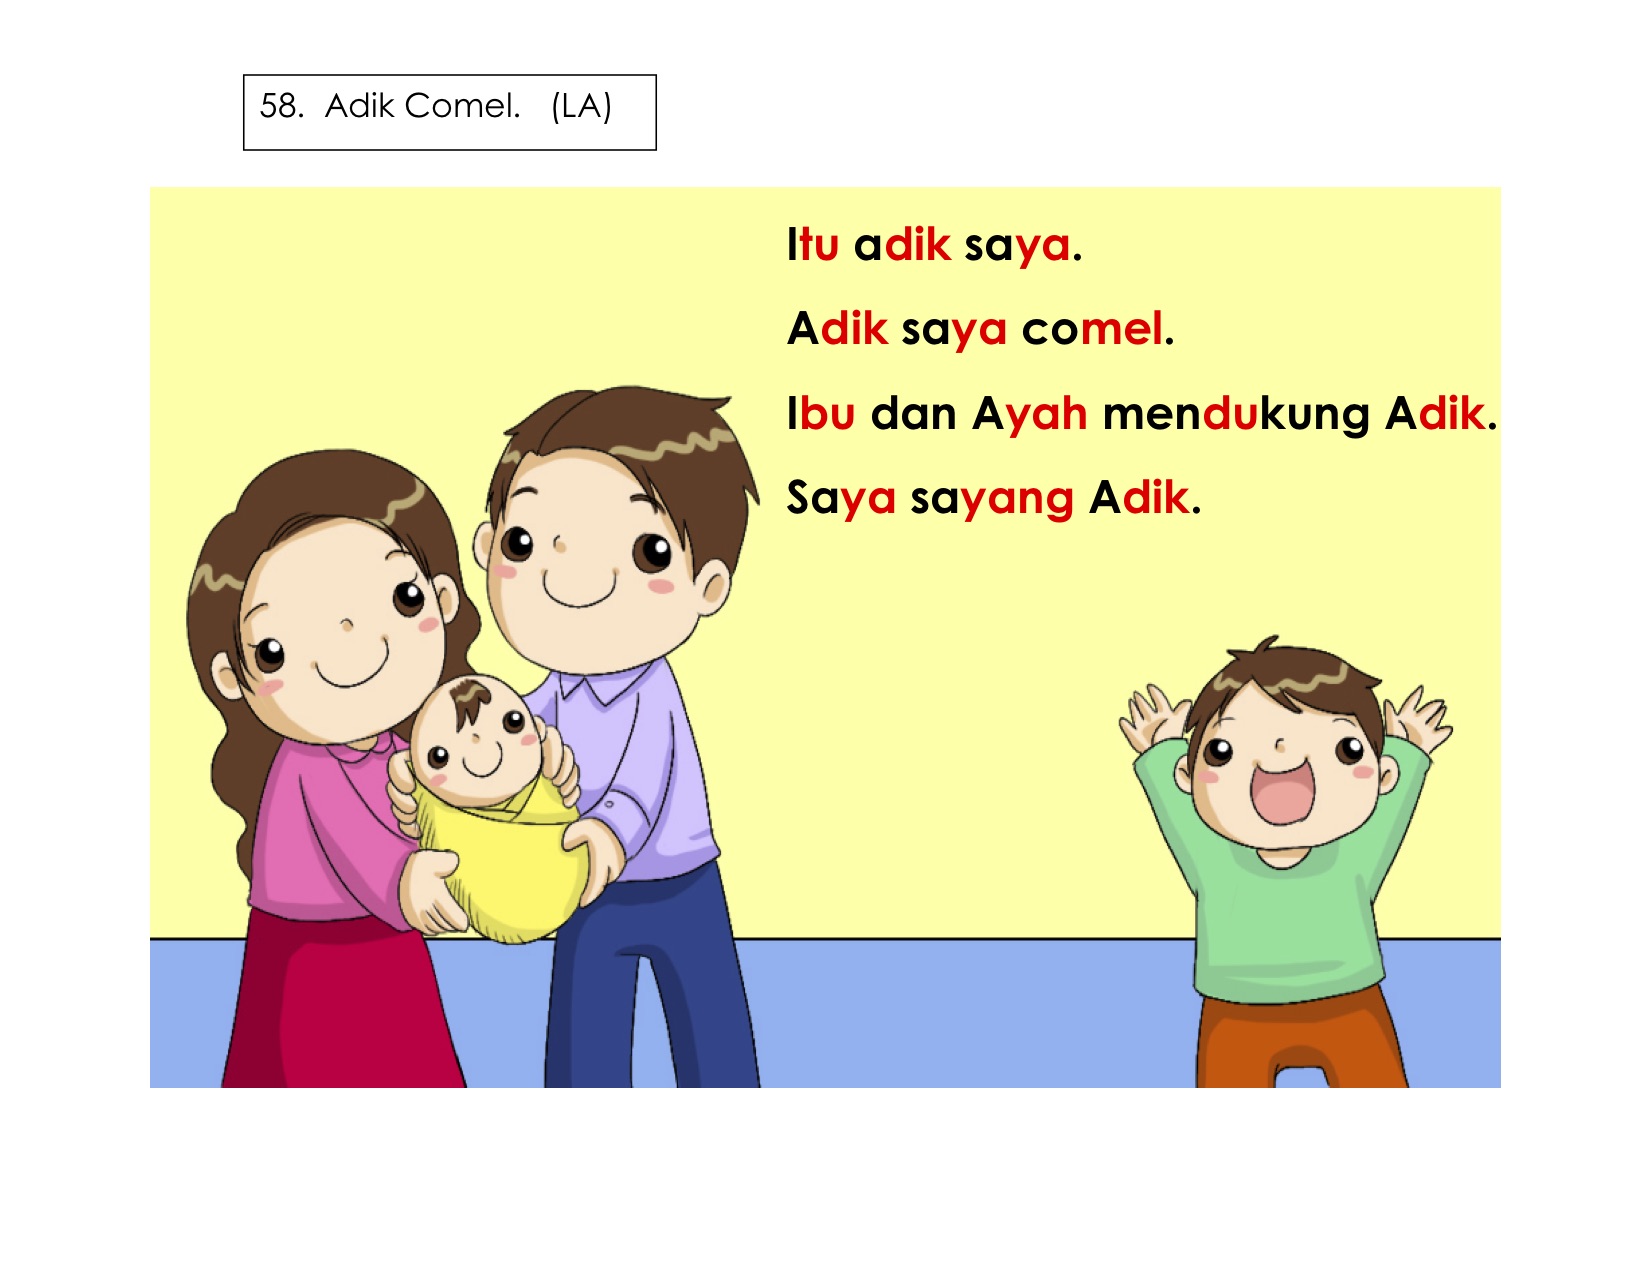 58.  Adik Comel.   (LA)
Itu adik saya.
Adik saya comel.
Ibu dan Ayah mendukung Adik.
Saya sayang Adik.